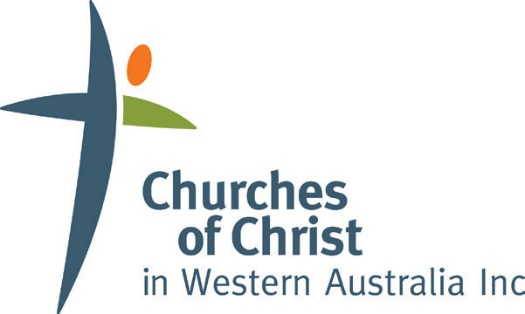 Churches
of Christ
in Western Australia Inc